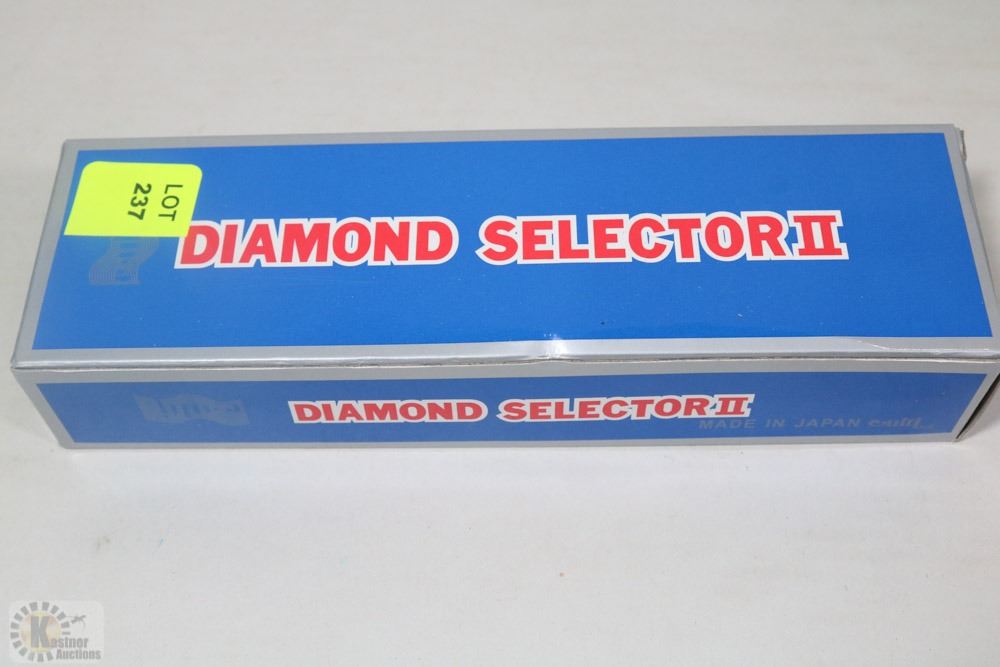 LOT
237
DIAMOND SELECTOR II
DIAMOND SELECTOR II
MADE IN JAPAN
Kastner
Auctions